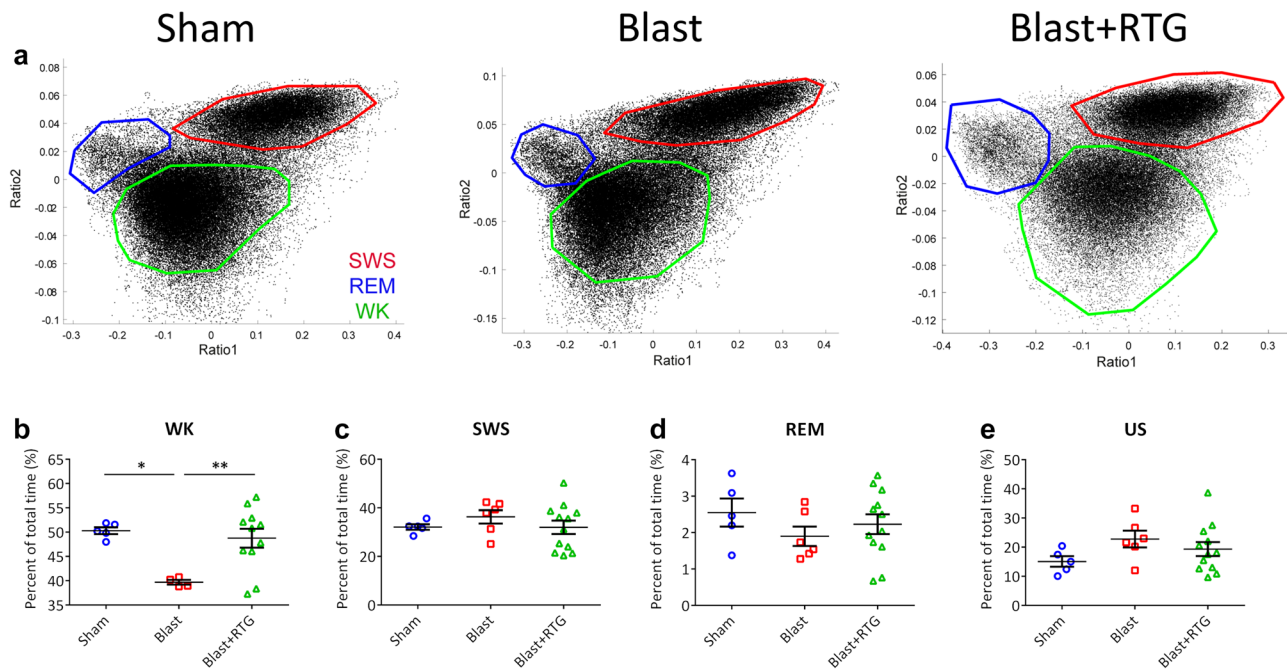 Sham Blast Blast+RTG
a
0.08
0.06
0.04
0.02
0
-0.02
-0.04
-0.06
-0.08
-0.1
Ratio2
-0.3 -0.2 -0.1 0 0.1 0.2 0.3 0.4
Ratio1
SWS
REM
WK
0.1
0.05
0
-0.05
-0.1
-0.15
Ratio2
-0.3 -0.2 -0.1 0 0.1 0.2 0.3 0.4
Ratio1
0.06
0.04
0.02
0
-0.02
-0.04
-0.06
-0.08
-0.1
-0.12
Ratio2
-0.4 -0.3 -0.2 -0.1 0 0.1 0.2 0.3
Ratio1
b WK
Percent of total time (%)
65
60
55
50
45
40
35
* **
Sham Blast Blast+RTG
c SWS
Percent of total time (%)
60
40
20
0
Sham Blast Blast+RTG
d REM
Percent of total time (%)
4
3
2
1
0
Sham Blast Blast+RTG
e US
Percent of total time (%)
50
40
30
20
10
0
Sham Blast Blast+RTG